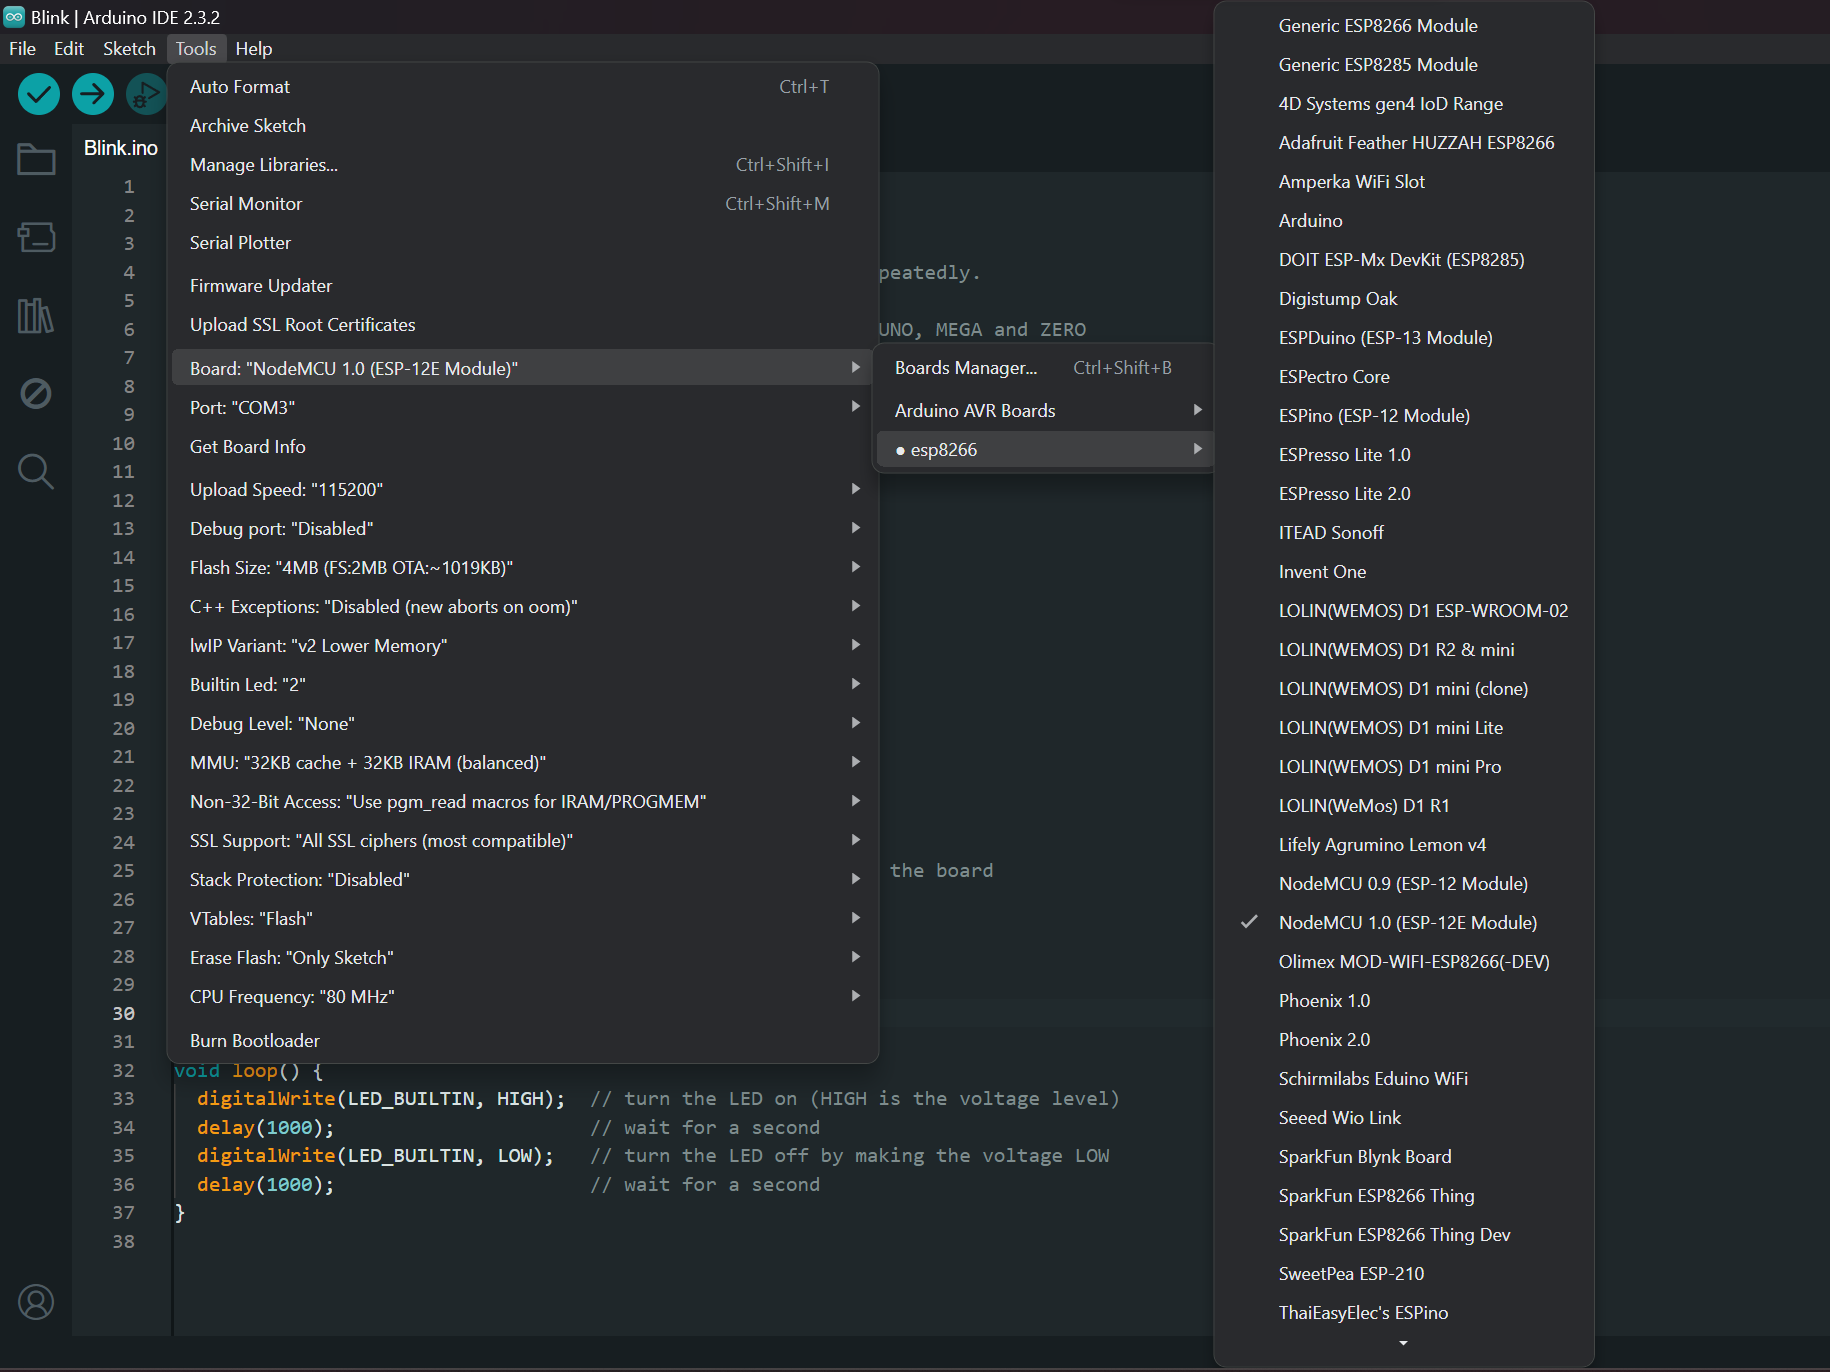 Blink | Arduino IDE 2.3.2
File Edit Sketch Tools Help
Blink.ino
Auto Format Ctrl+T
Archive Sketch
Manage Libraries... Ctrl+Shift+I
Serial Monitor Ctrl+Shift+M
Serial Plotter
Firmware Updater
Upload SSL Root Certificates
Board: "NodeMCU 1.0 (ESP-12E Module)"
Port: "COM3"
Get Board Info
Upload Speed: "115200"
Debug port: "Disabled"
Flash Size: "4MB (FS:2MB OTA:~1019KB)"
C++ Exceptions: "Disabled (new aborts on oom)"
lwIP Variant: "v2 Lower Memory"
Builtin Led: "2"
Debug Level: "None"
MMU: "32KB cache + 32KB IRAM (balanced)"
Non-32-Bit Access: "Use pgm_read macros for IRAM/PROGMEM"
SSL Support: "All SSL ciphers (most compatible)"
Stack Protection: "Disabled"
VTables: "Flash"
Erase Flash: "Only Sketch"
CPU Frequency: "80 MHz"
Burn Bootloader
Boards Manager... Ctrl+Shift+B
Arduino AVR Boards
● esp8266
Generic ESP8266 Module
Generic ESP8285 Module
4D Systems gen4 IoD Range
Adafruit Feather HUZZAH ESP8266
Amperka WiFi Slot
Arduino
DOIT ESP-Mx DevKit (ESP8285)
Digistump Oak
ESPDuino (ESP-13 Module)
ESPectro Core
ESPino (ESP-12 Module)
ESPresso Lite 1.0
ESPresso Lite 2.0
ITEAD Sonoff
Invent One
LOLIN(WEMOS) D1 ESP-WROOM-02
LOLIN(WEMOS) D1 R2 & mini
LOLIN(WEMOS) D1 mini (clone)
LOLIN(WEMOS) D1 mini Lite
LOLIN(WEMOS) D1 mini Pro
LOLIN(WeMos) D1 R1
Lifely Agrumino Lemon v4
NodeMCU 0.9 (ESP-12 Module)
✓ NodeMCU 1.0 (ESP-12E Module)
Olimex MOD-WIFI-ESP8266(-DEV)
Phoenix 1.0
Phoenix 2.0
Schirmilabs Eduino WiFi
Seeed Wio Link
SparkFun Blynk Board
SparkFun ESP8266 Thing
SparkFun ESP8266 Thing Dev
SweetPea ESP-210
ThaiEasyElec's ESPino
1
2
3
4 peatedly.
5
6 UNO, MEGA and ZERO
7
8
9
10
11
12
13
14
15
16
17
18
19
20
21
22
23
24
25 the board
26
27
28
29
30
31
32 void loop() {
33 digitalWrite(LED_BUILTIN, HIGH); // turn the LED on (HIGH is the voltage level)
34 delay(1000); // wait for a second
35 digitalWrite(LED_BUILTIN, LOW); // turn the LED off by making the voltage LOW
36 delay(1000); // wait for a second
37 }
38